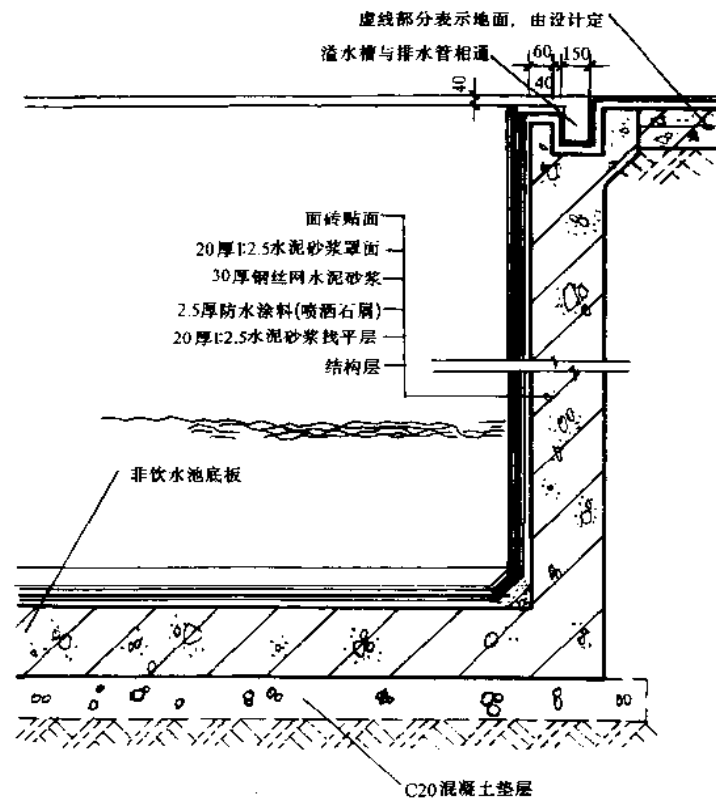 虚线部分表示地面，由设计定
60 150
溢水槽与排水管相通
40
40
面砖贴面
20厚1:2.5水泥砂浆罩面
30厚钢丝网水泥砂浆
2.5厚防水涂料(喷洒石屑)
20厚1:2.5水泥砂浆找平层
结构层
非饮水池底板
C20混凝土垫层